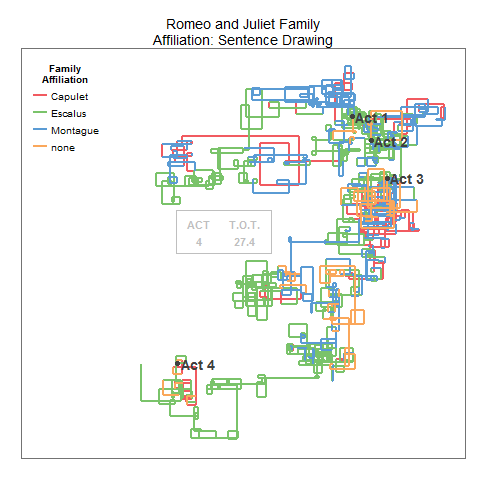 Romeo and Juliet Family
Affiliation: Sentence Drawing
Family
Affiliation
Capulet
Escalus
Montague
none
Act 1
Act 2
Act 3
ACT T.O.T.
4 27.4
Act 4